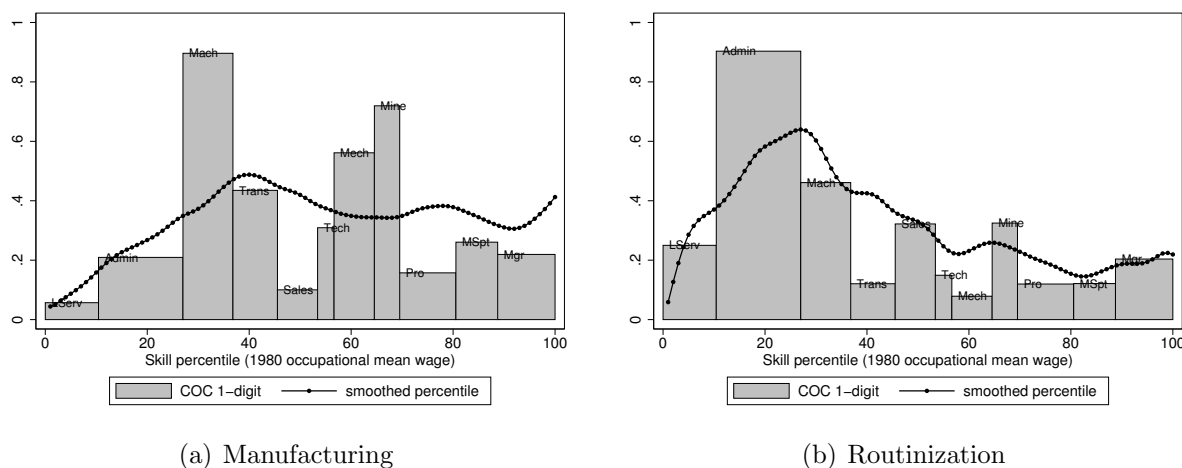 1
.8
.6
.4
.2
0
Mach
Mine
Mech
Trans
Tech
MSpt
Admin
Mgr
Pro
Sales
LServ
0 20 40 60 80 100
Skill percentile (1980 occupational mean wage)
COC 1−digit smoothed percentile
(a) Manufacturing
1
.8
.6
.4
.2
0
Admin
Mach
Sales
Mine
LServ
Mgr
Tech
Trans
Pro
MSpt
Mech
0 20 40 60 80 100
Skill percentile (1980 occupational mean wage)
COC 1−digit smoothed percentile
(b) Routinization